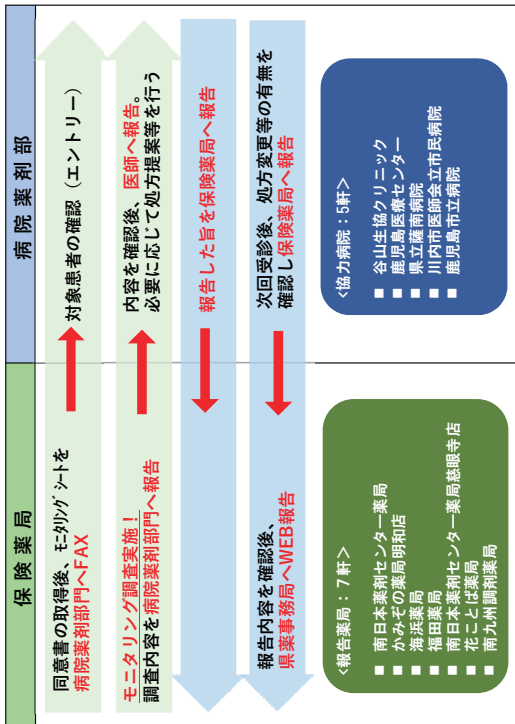 保険薬局
病院薬剤部
同意書の取得後、モニタリングシートを
病院薬剤部門へFAX
対象患者の確認（エントリー）
モニタリング調査実施！
調査内容を病院薬剤部門へ報告
内容を確認後、医師へ報告。
必要に応じて処方提案等を行う
報告した旨を保険薬局へ報告
報告内容を確認後、
県薬事務局へWEB報告
次回受診後、処方変更等の有無を
確認し保険薬局へ報告
<報告薬局：７軒>
■ 南日本薬剤センター薬局
■ かみぞの薬局明和店
■ 海浜薬局
■ 福田薬局
■ 南日本薬剤センター薬局慈眼寺店
■ 花ことば薬局
■ 南九州調剤薬局
<協力病院：5軒>
■ 谷山生協クリニック
■ 鹿児島医療センター
■ 県立薩南病院
■ 川内市医師会立市民病院
■ 鹿児島市立病院